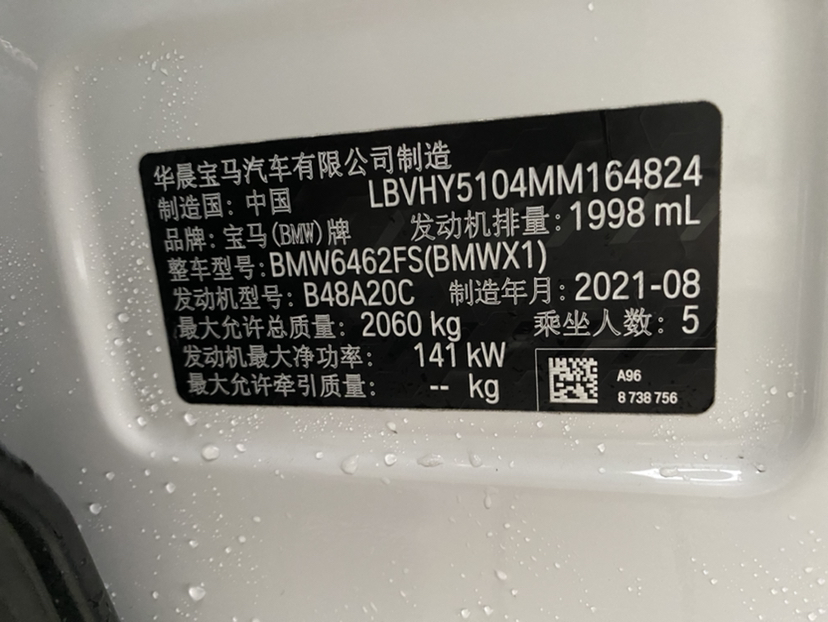 华晨宝马汽车有限公司制造
制造国：中国 LBVHY5104MM164824
品牌：宝马(BMW)牌 发动机排量：1998 mL
整车型号：BMW6462FS(BMWX1)
发动机型号：B48A20C 制造年月：2021-08
最大允许总质量：2060 kg 乘坐人数：5
发动机最大净功率： 141 kW
最大允许牵引质量： -- kg
A96
8 738 756